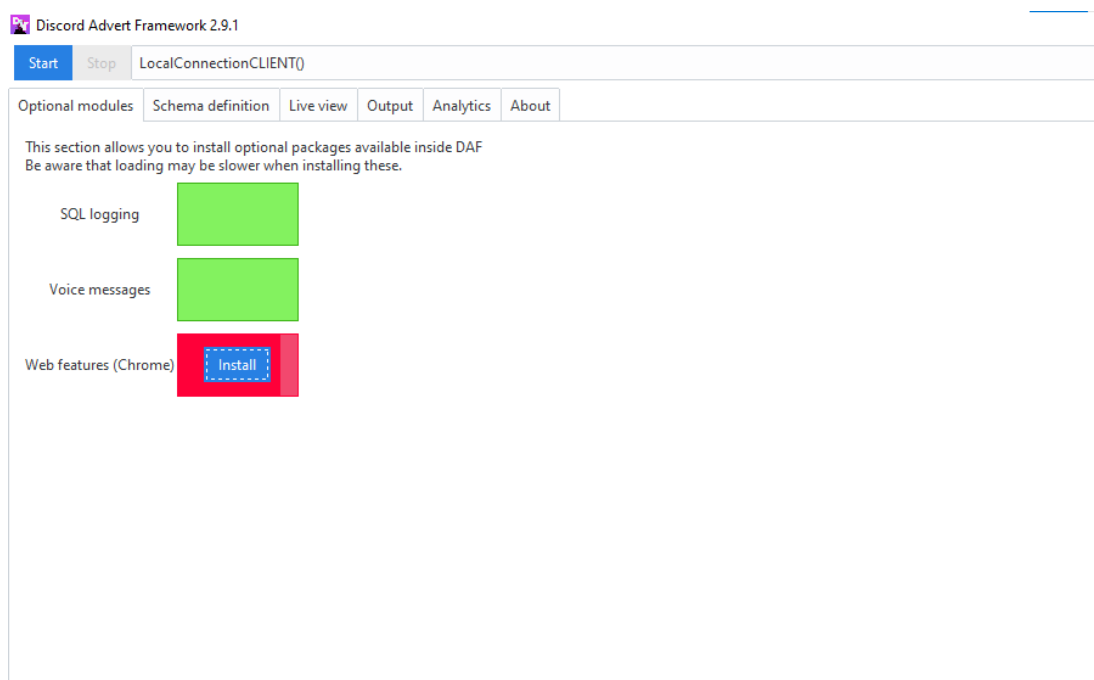 Discord Advert Framework 2.9.1
Start Stop LocalConnectionCLIENT()
Optional modules Schema definition Live view Output Analytics About
This section allows you to install optional packages available inside DAF
Be aware that loading may be slower when installing these.
SQL logging
Voice messages
Web features (Chrome) Install